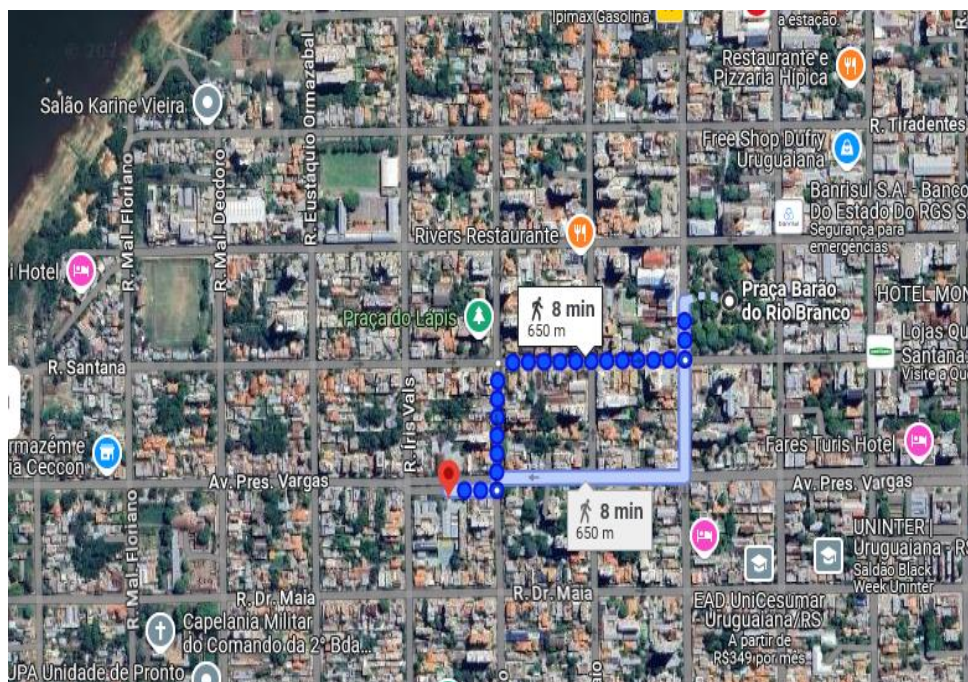 Ipimax Gasolina
a estação.
Restaurante e
Pizzaria Hípica
Salão Karine Vieira
R. Eustáquio Ormazabal
R. Tiradentes
Free Shop Dufry
Uruguaiana
R. Mal. Floriano
R. Mal. Deodoro
Banrisul S.A. - Banco
Do Estado Do RGS S
Segurança para
emergências
banrisul
Rivers Restaurante
i Hotel
Praça Barão
do Rio Branco
HOTEL MON
8 min
650 m
Praça do Lápis
Lojas Qu
Santana
Visite a Qu
R. Santana
R. Íris Vals
Fares Turis Hotel
rmazém e
ia Ceccon
Av. Pres. Vargas
Av. Pres. Vargas
8 min
650 m
R. Mal. Floriano
UNINTER |
Uruguaiana - RS
Saldão Black
Week Uninter
R. Dr. Maia
R. Dr. Maia
EAD UniCesumar
- Uruguaiana/RS
A partir de
R$349 por mês
Capelania Militar
do Comando da 2ª Bda...
UPA Unidade de Pronto